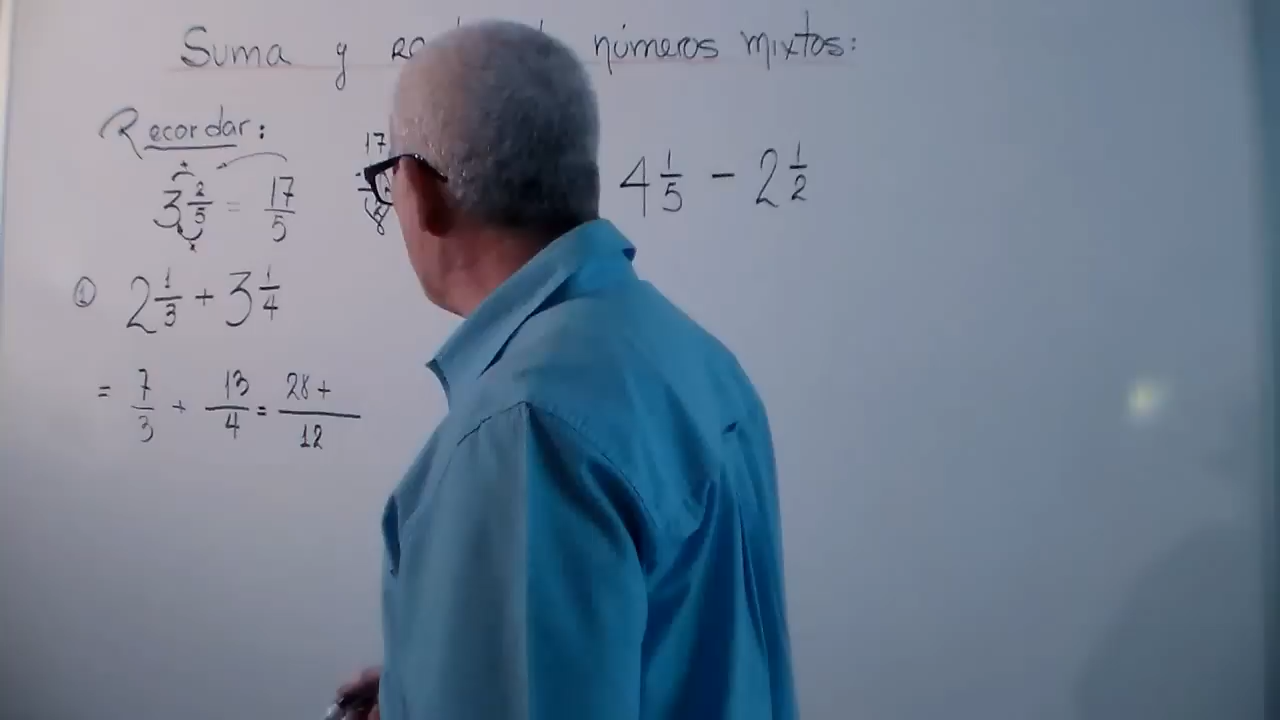 Suma y números mixtos:
Recordar:
3 2/5 = 17/5
17
① 2 1/3 + 3 1/4
4 1/5 - 2 1/2
= 7/3 + 13/4 = 28+ /12